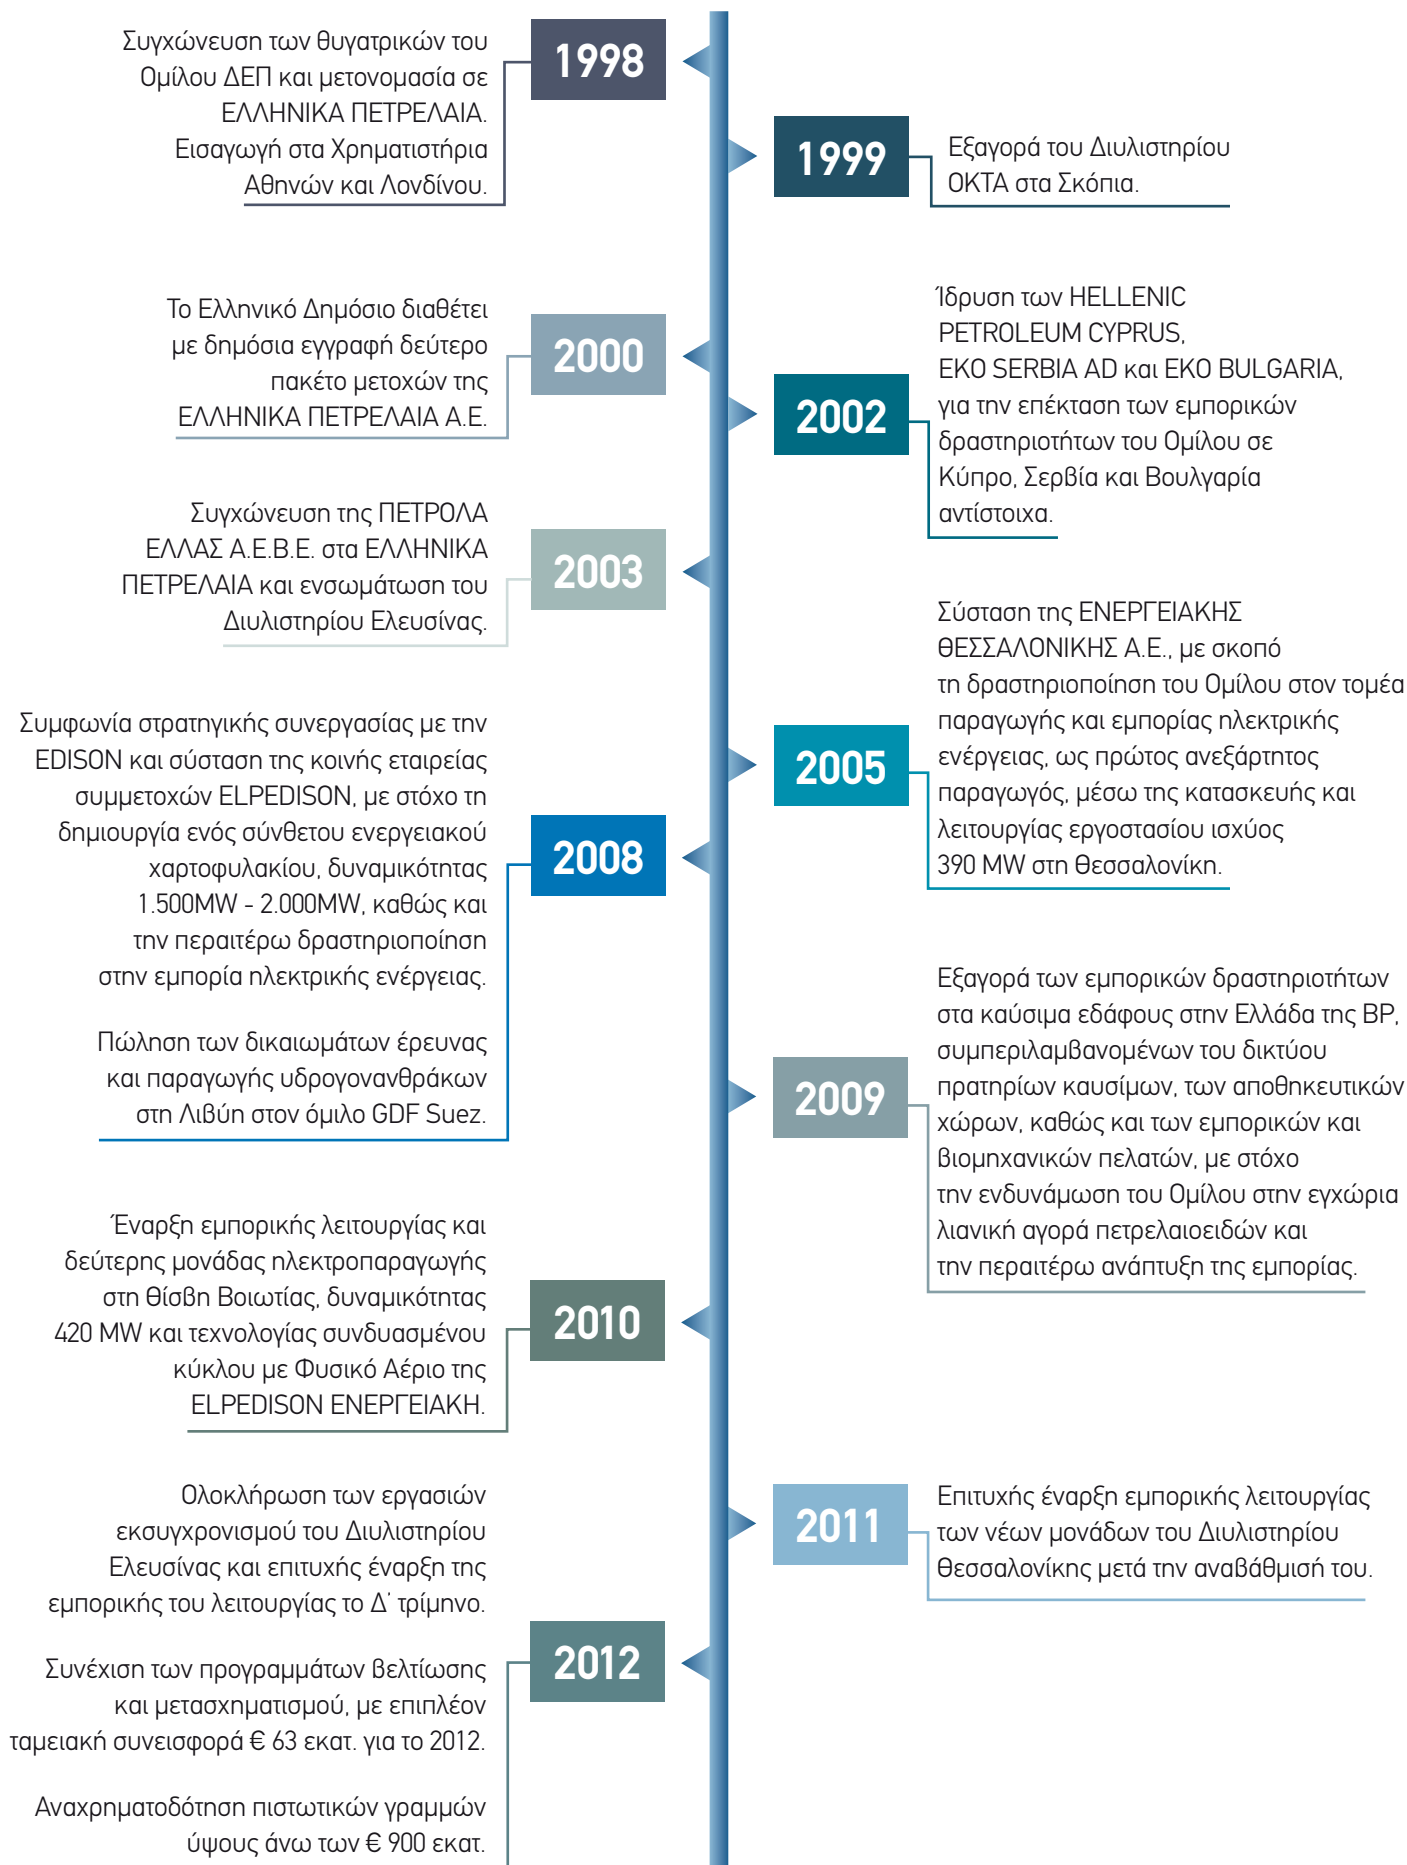 1998
Συγχώνευση των θυγατρικών του
Ομίλου ΔΕΠ και μετονομασία σε
ΕΛΛΗΝΙΚΑ ΠΕΤΡΕΛΑΙΑ.
Εισαγωγή στα Χρηματιστήρια
Αθηνών και Λονδίνου.
1999
Εξαγορά του Διυλιστηρίου
ΟΚΤΑ στα Σκόπια.
2000
Το Ελληνικό Δημόσιο διαθέτει
με δημόσια εγγραφή δεύτερο
πακέτο μετοχών της
ΕΛΛΗΝΙΚΑ ΠΕΤΡΕΛΑΙΑ Α.Ε.
2002
Ίδρυση των HELLENIC
PETROLEUM CYPRUS,
EKO SERBIA AD και EKO BULGARIA,
για την επέκταση των εμπορικών
δραστηριοτήτων του Ομίλου σε
Κύπρο, Σερβία και Βουλγαρία
αντίστοιχα.
2003
Συγχώνευση της ΠΕΤΡΟΛΑ
ΕΛΛΑΣ Α.Ε.Β.Ε. στα ΕΛΛΗΝΙΚΑ
ΠΕΤΡΕΛΑΙΑ και ενσωμάτωση του
Διυλιστηρίου Ελευσίνας.
2005
Σύσταση της ΕΝΕΡΓΕΙΑΚΗΣ
ΘΕΣΣΑΛΟΝΙΚΗΣ Α.Ε., με σκοπό
τη δραστηριοποίηση του Ομίλου στον τομέα
παραγωγής και εμπορίας ηλεκτρικής
ενέργειας, ως πρώτος ανεξάρτητος
παραγωγός, μέσω της κατασκευής και
λειτουργίας εργοστασίου ισχύος
390 MW στη Θεσσαλονίκη.
2008
Συμφωνία στρατηγικής συνεργασίας με την
EDISON και σύσταση της κοινής εταιρείας
συμμετοχών ELPEDISON, με στόχο τη
δημιουργία ενός σύνθετου ενεργειακού
χαρτοφυλακίου, δυναμικότητας
1.500MW - 2.000MW, καθώς και
την περαιτέρω δραστηριοποίηση
στην εμπορία ηλεκτρικής ενέργειας.
Πώληση των δικαιωμάτων έρευνας
και παραγωγής υδρογονανθράκων
στη Λιβύη στον όμιλο GDF Suez.
2009
Εξαγορά των εμπορικών δραστηριοτήτων
στα καύσιμα εδάφους στην Ελλάδα της BP,
συμπεριλαμβανομένων του δικτύου
πρατηρίων καυσίμων, των αποθηκευτικών
χώρων, καθώς και των εμπορικών και
βιομηχανικών πελατών, με στόχο
την ενδυνάμωση του Ομίλου στην εγχώρια
λιανική αγορά πετρελαιοειδών και
την περαιτέρω ανάπτυξη της εμπορίας.
2010
Έναρξη εμπορικής λειτουργίας και
δεύτερης μονάδας ηλεκτροπαραγωγής
στη Θίσβη Βοιωτίας, δυναμικότητας
420 MW και τεχνολογίας συνδυασμένου
κύκλου με Φυσικό Αέριο της
ELPEDISON ΕΝΕΡΓΕΙΑΚΗ.
2011
Επιτυχής έναρξη εμπορικής λειτουργίας
των νέων μονάδων του Διυλιστηρίου
Θεσσαλονίκης μετά την αναβάθμισή του.
2012
Ολοκλήρωση των εργασιών
εκσυγχρονισμού του Διυλιστηρίου
Ελευσίνας και επιτυχής έναρξη της
εμπορικής του λειτουργίας το Δ' τρίμηνο.
Συνέχιση των προγραμμάτων βελτίωσης
και μετασχηματισμού, με επιπλέον
ταμειακή συνεισφορά € 63 εκατ. για το 2012.
Αναχρηματοδότηση πιστωτικών γραμμών
ύψους άνω των € 900 εκατ.